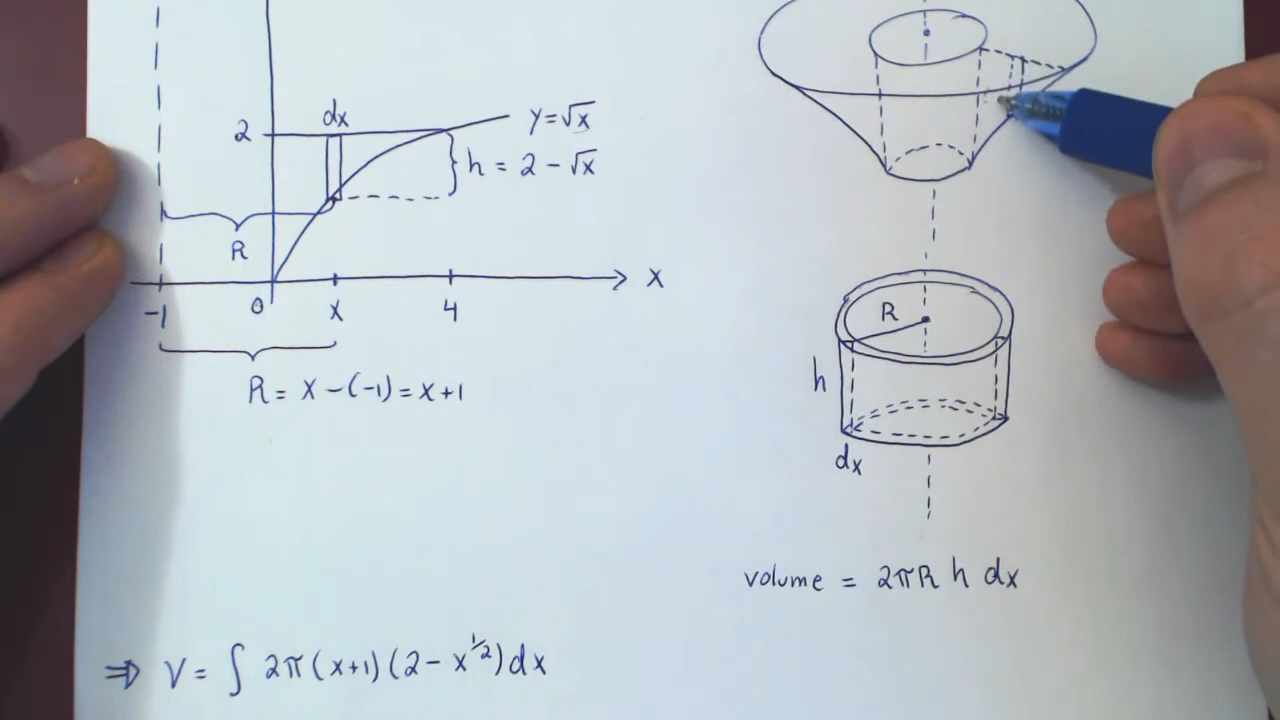 dx
y=√x
2
h = 2 - √x
R
-1
0
x
4
x
R = x - (-1) = x + 1
R
h
dx
volume = 2πR h dx
⇒ V = ∫ 2π (x+1) (2 - x^{1/2}) dx